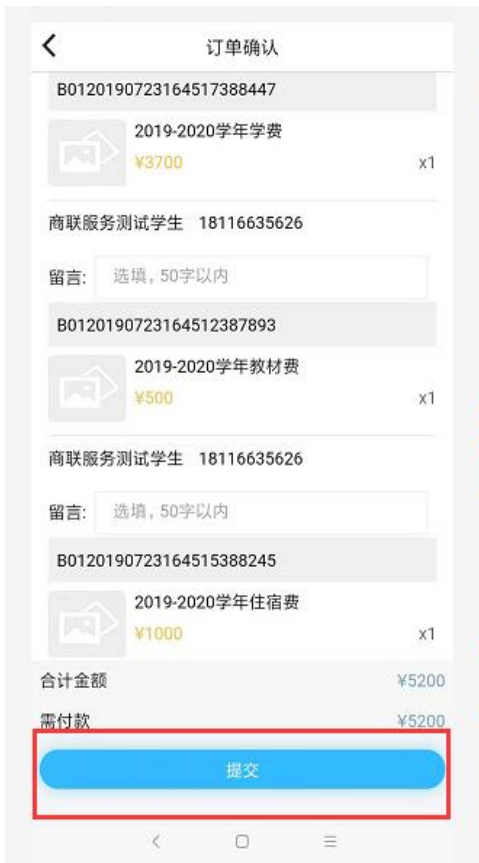 订单确认
B0120190723164517388447
2019-2020学年学费
¥3700 x1
商联服务测试学生 18116635626
留言: 选填，50字以内
B0120190723164512387893
2019-2020学年教材费
¥500 x1
商联服务测试学生 18116635626
留言: 选填，50字以内
B0120190723164515388245
2019-2020学年住宿费
¥1000 x1
合计金额 ¥5200
需付款 ¥5200
提交